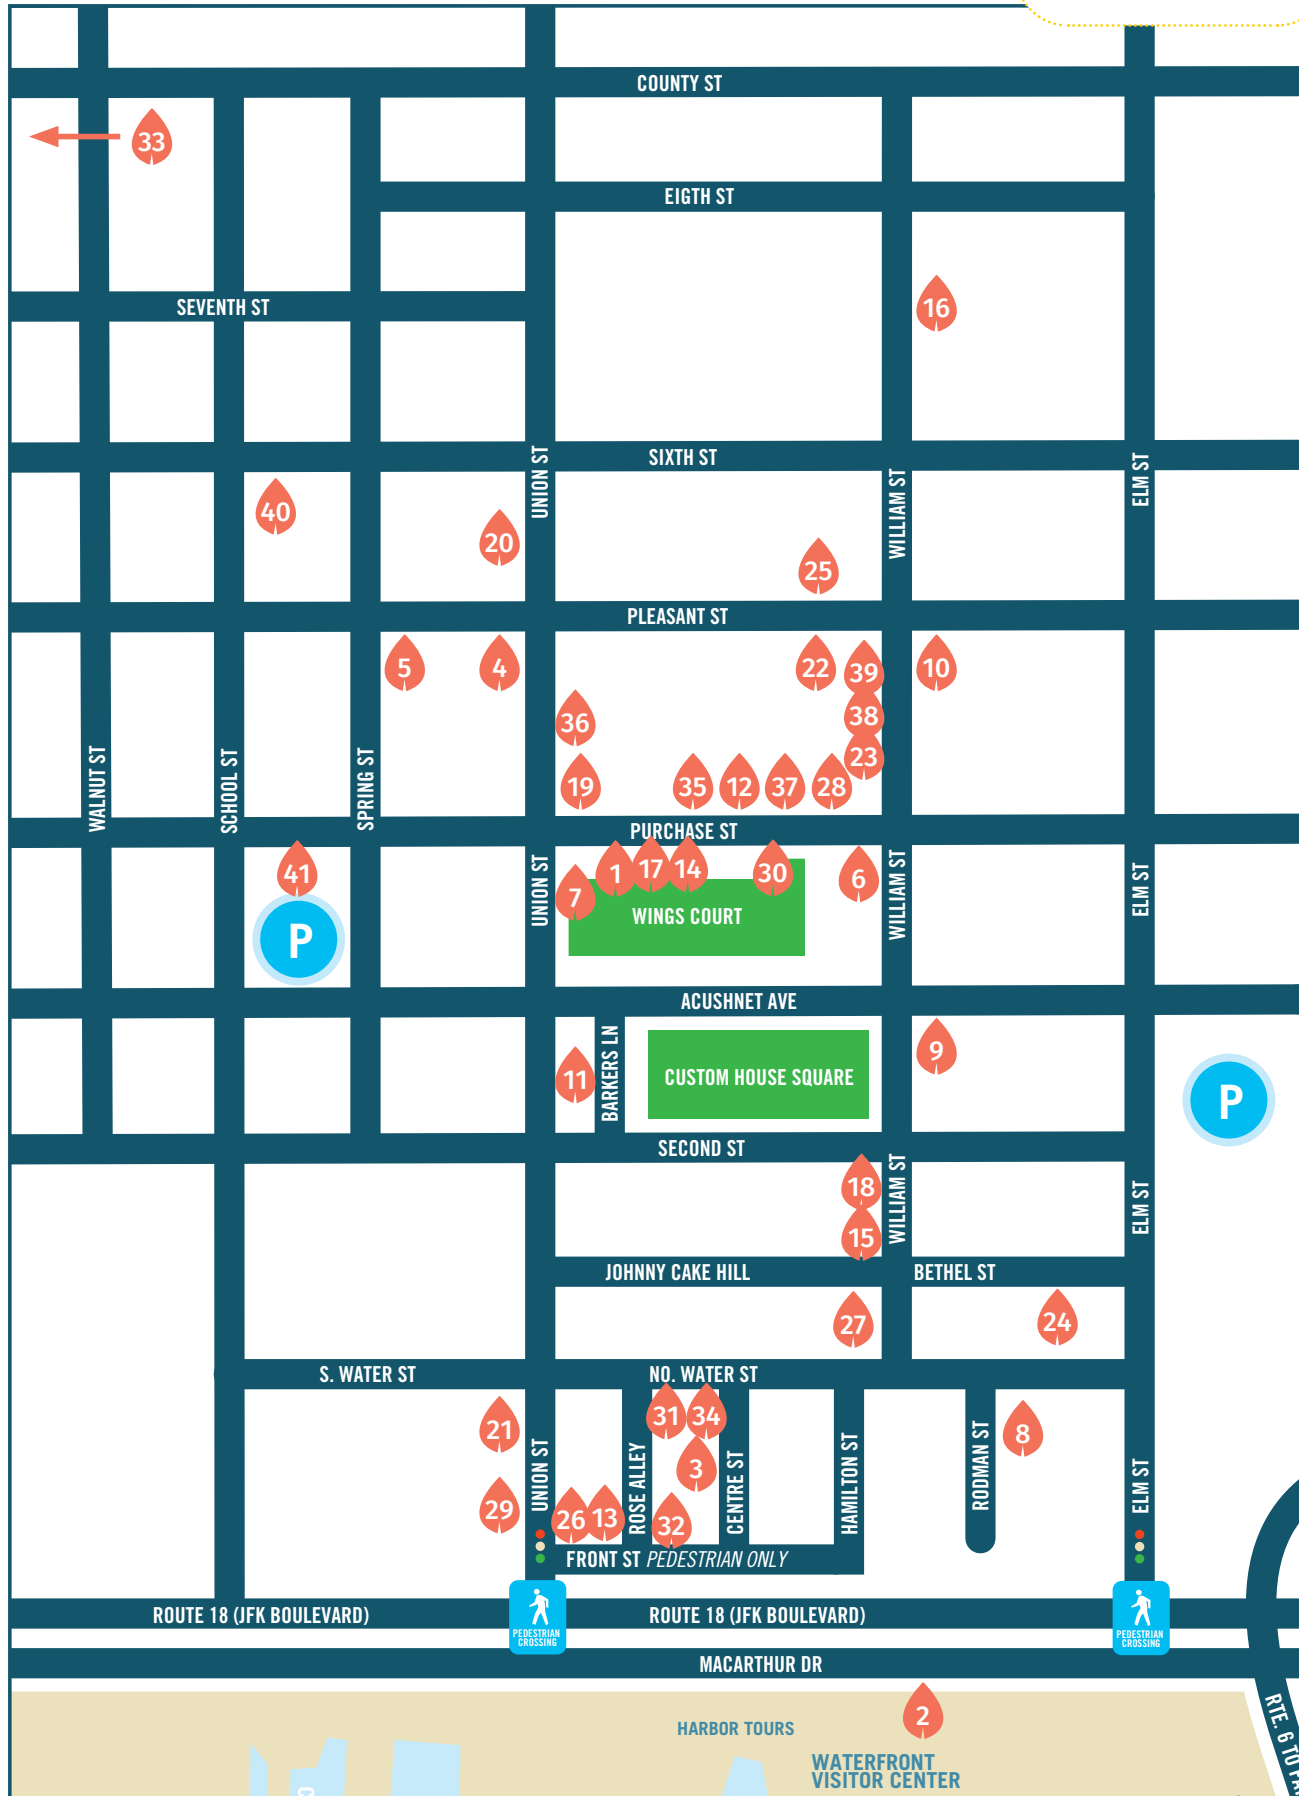 COUNTY ST
33
EIGTH ST
SEVENTH ST
16
UNION ST
SIXTH ST
WILLIAM ST
ELM ST
40
20
25
PLEASANT ST
5
4
22
39
10
36
38
23
WALNUT ST
SCHOOL ST
SPRING ST
19
35
12
37
28
PURCHASE ST
41
P
UNION ST
7
1
17
14
30
6
WINGS COURT
WILLIAM ST
ELM ST
ACUSHNET AVE
11
BARKERS LN
CUSTOM HOUSE SQUARE
9
P
SECOND ST
18
15
WILLIAM ST
ELM ST
JOHNNY CAKE HILL
BETHEL ST
27
24
S. WATER ST
NO. WATER ST
21
29
UNION ST
26
13
ROSE ALLEY
31
34
3
32
CENTRE ST
HAMILTON ST
RODMAN ST
8
ELM ST
FRONT ST PEDESTRIAN ONLY
ROUTE 18 (JFK BOULEVARD)
PEDESTRIAN
CROSSING
ROUTE 18 (JFK BOULEVARD)
PEDESTRIAN
CROSSING
MACARTHUR DR
2
HARBOR TOURS
WATERFRONT
VISITOR CENTER
RTE. 6 TO